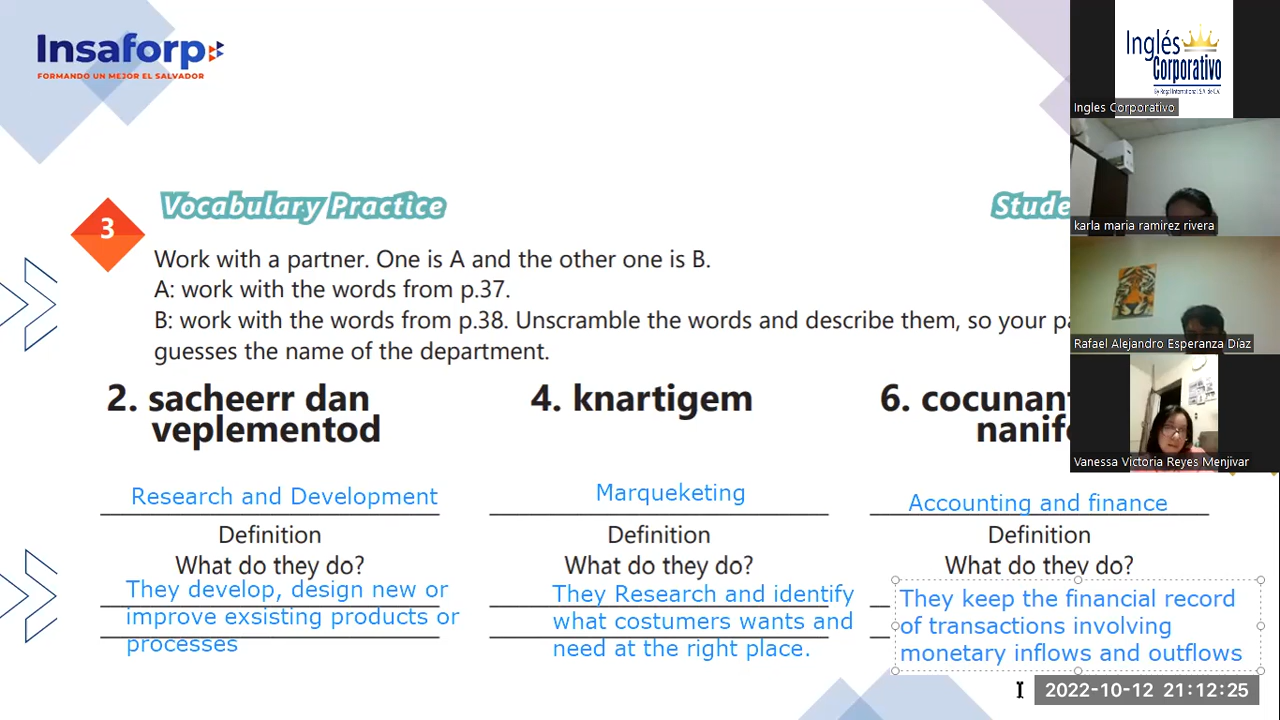 Insaforp
FORMANDO UN MEJOR EL SALVADOR
Inglés
Corporativo
Ingles Corporativo
karla maria ramirez rivera
Rafael Alejandro Esperanza Díaz
Vanessa Victoria Reyes Menjivar
3
Vocabulary Practice
Stude
Work with a partner. One is A and the other one is B.
A: work with the words from p.37.
B: work with the words from p.38. Unscramble the words and describe them, so your pa
guesses the name of the department.
2. sacheerr dan
veplementod
4. knartigem
6. cocunant
nanif
Research and Development
Marqueketing
Accounting and finance
Definition
Definition
Definition
What do they do?
What do they do?
What do they do?
They develop, design new or
improve exsisting products or
processes
They Research and identify
what costumers wants and
need at the right place.
They keep the financial record
of transactions involving
monetary inflows and outflows
2022-10-12 21:12:25